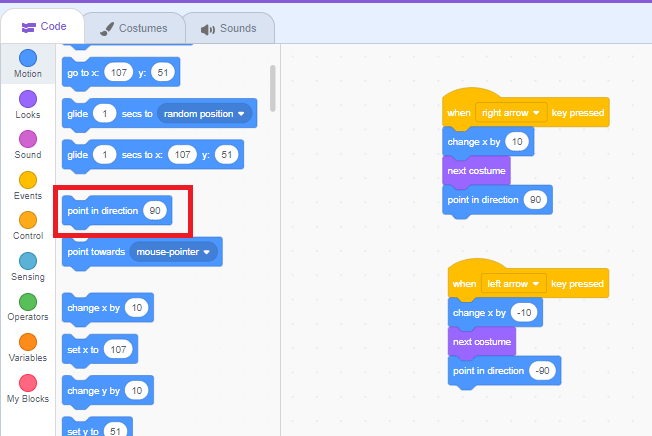 Code Costumes Sounds
Motion
Looks
Sound
Events
Control
Sensing
Operators
Variables
My Blocks
go to x: 107 y: 51
glide 1 secs to random position
glide 1 secs to x: 107 y: 51
point in direction 90
point towards mouse-pointer
change x by 10
set x to 107
change y by 10
set y to 51
when right arrow key pressed
change x by 10
next costume
point in direction 90
when left arrow key pressed
change x by -10
next costume
point in direction -90